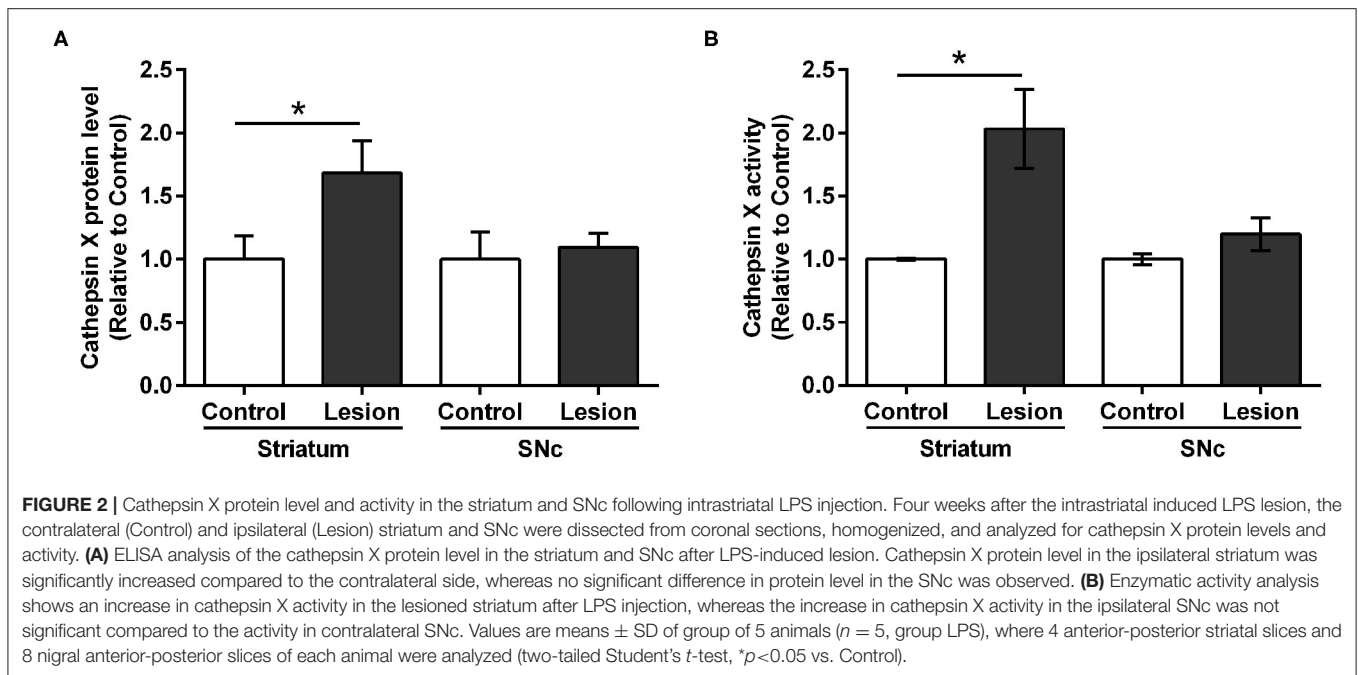 A
Cathepsin X protein level
(Relative to Control)
2.5
2.0
1.5
1.0
0.5
0.0
*
Control Lesion Control Lesion
Striatum SNc
B
Cathepsin X activity
(Relative to Control)
2.5
2.0
1.5
1.0
0.5
0.0
*
Control Lesion Control Lesion
Striatum SNc
FIGURE 2 | Cathepsin X protein level and activity in the striatum and SNc following intrastriatal LPS injection. Four weeks after the intrastriatal induced LPS lesion, the
contralateral (Control) and ipsilateral (Lesion) striatum and SNc were dissected from coronal sections, homogenized, and analyzed for cathepsin X protein levels and
activity. (A) ELISA analysis of the cathepsin X protein level in the striatum and SNc after LPS-induced lesion. Cathepsin X protein level in the ipsilateral striatum was
significantly increased compared to the contralateral side, whereas no significant difference in protein level in the SNc was observed. (B) Enzymatic activity analysis
shows an increase in cathepsin X activity in the lesioned striatum after LPS injection, whereas the increase in cathepsin X activity in the ipsilateral SNc was not
significant compared to the activity in contralateral SNc. Values are means ± SD of group of 5 animals (n = 5, group LPS), where 4 anterior-posterior striatal slices and
8 nigral anterior-posterior slices of each animal were analyzed (two-tailed Student's t-test, *p<0.05 vs. Control).